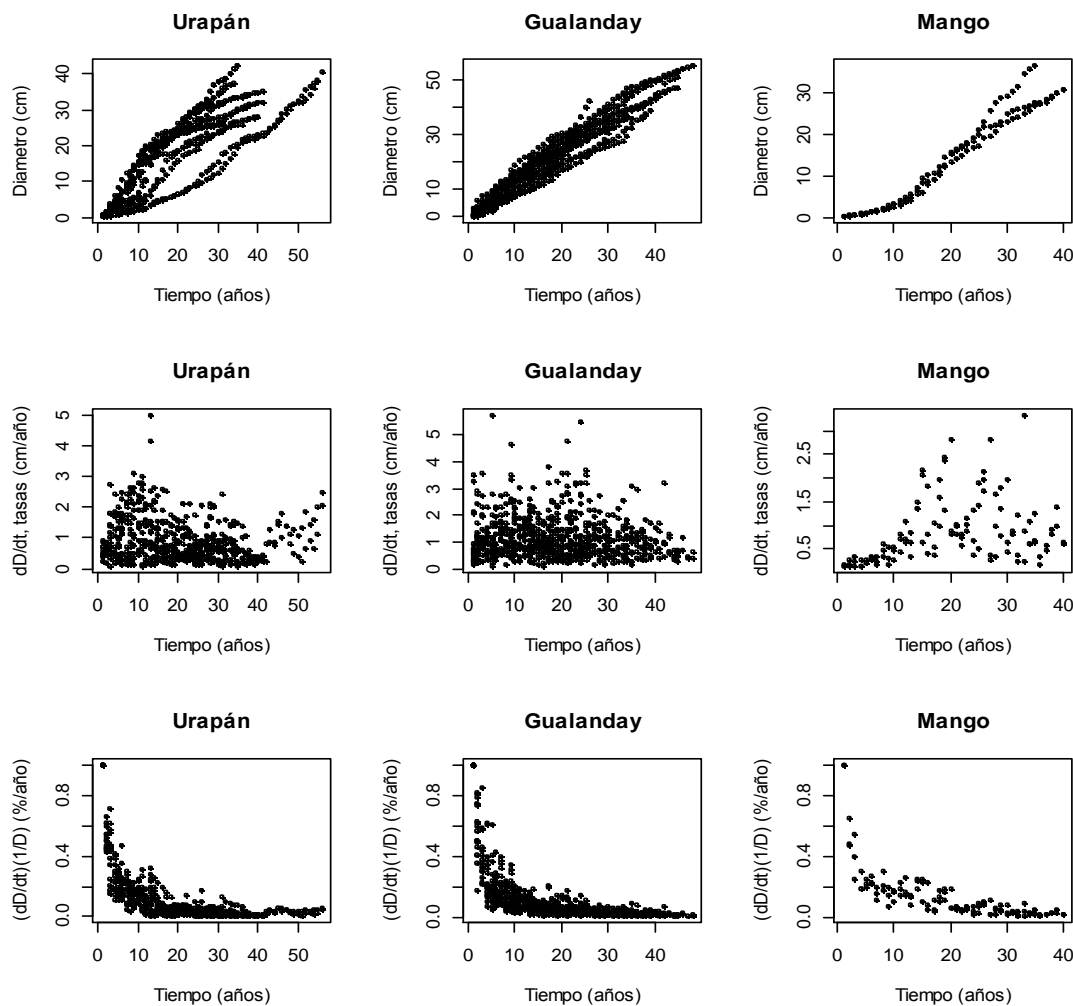 Urapán
Gualanday
Mango
Diametro (cm)
0 10 20 30 40
0 10 20 30 40 50
Tiempo (años)
Diametro (cm)
0 10 30 50
0 10 20 30 40
Tiempo (años)
Diametro (cm)
0 10 20 30
0 10 20 30 40
Tiempo (años)
Urapán
Gualanday
Mango
dD/dt, tasas (cm/año)
0 1 2 3 4 5
0 10 20 30 40 50
Tiempo (años)
dD/dt, tasas (cm/año)
0 1 2 3 4 5
0 10 20 30 40
Tiempo (años)
dD/dt, tasas (cm/año)
0.5 1.5 2.5
0 10 20 30 40
Tiempo (años)
Urapán
Gualanday
Mango
(dD/dt)(1/D) (%/año)
0.0 0.4 0.8
0 10 20 30 40 50
Tiempo (años)
(dD/dt)(1/D) (%/año)
0.0 0.4 0.8
0 10 20 30 40
Tiempo (años)
(dD/dt)(1/D) (%/año)
0.0 0.4 0.8
0 10 20 30 40
Tiempo (años)